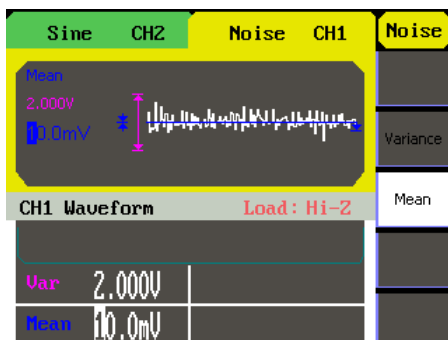 Sine CH2 Noise CH1 Noise
Mean
2.000V
10.0mV
Variance
Mean
CH1 Waveform Load: Hi-Z
Var 2.000V
Mean 10.0mV